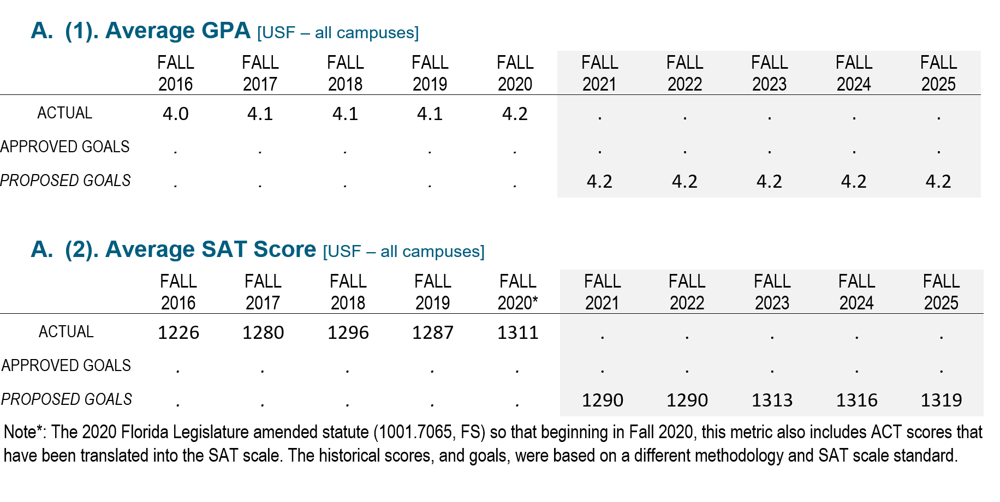 A. (1). Average GPA [USF – all campuses]
FALL FALL FALL FALL FALL FALL FALL FALL FALL FALL
2016 2017 2018 2019 2020 2021 2022 2023 2024 2025
ACTUAL 4.0 4.1 4.1 4.1 4.2 . . . . .
APPROVED GOALS . . . . . . . . . .
PROPOSED GOALS . . . . . 4.2 4.2 4.2 4.2 4.2
A. (2). Average SAT Score [USF – all campuses]
FALL FALL FALL FALL FALL FALL FALL FALL FALL FALL
2016 2017 2018 2019 2020* 2021 2022 2023 2024 2025
ACTUAL 1226 1280 1296 1287 1311 . . . . .
APPROVED GOALS . . . . . . . . . .
PROPOSED GOALS . . . . . 1290 1290 1313 1316 1319
Note*: The 2020 Florida Legislature amended statute (1001.7065, FS) so that beginning in Fall 2020, this metric also includes ACT scores that
have been translated into the SAT scale. The historical scores, and goals, were based on a different methodology and SAT scale standard.